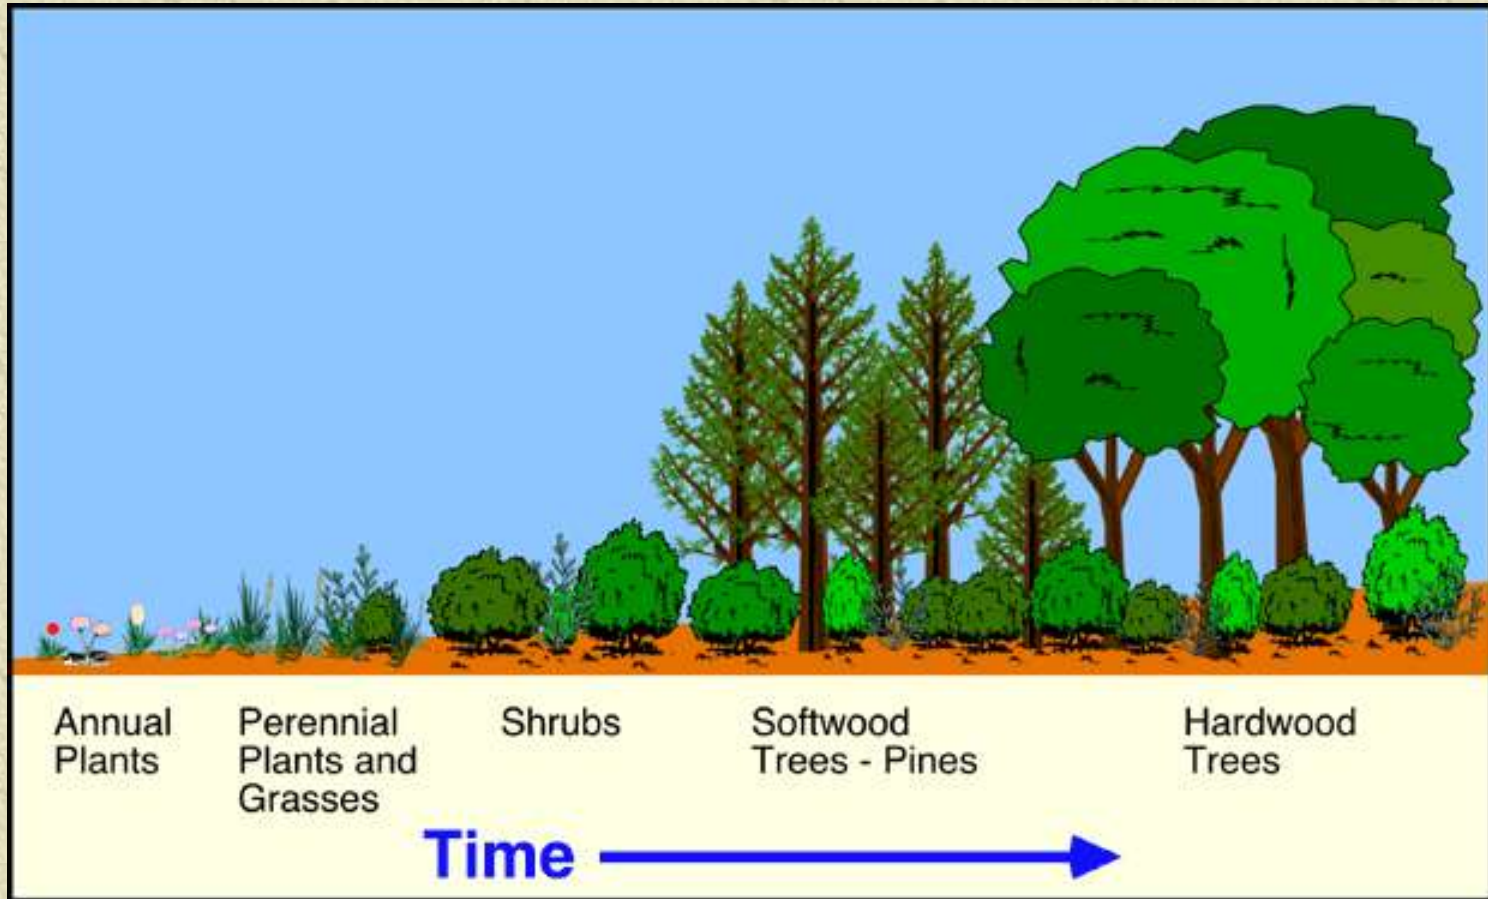 Annual
Plants
Perennial
Plants and
Grasses
Shrubs
Softwood
Trees - Pines
Hardwood
Trees
Time